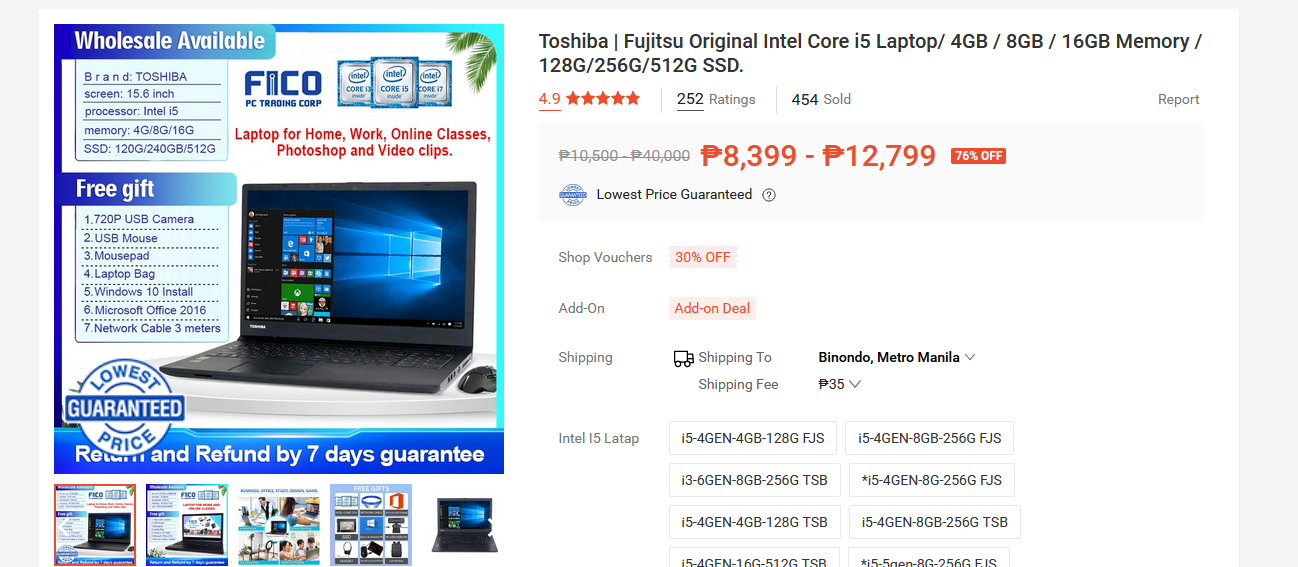 Wholesale Available
B r a n d: TOSHIBA
screen: 15.6 inch
processor: Intel i5
memory: 4G/8G/16G
SSD: 120G/240GB/512G
FICO
PC TRADING CORP
intel
CORE i3
inside
intel
CORE i5
inside
intel
CORE i7
inside
Laptop for Home, Work, Online Classes,
Photoshop and Video clips.
Free gift
1.720P USB Camera
2.USB Mouse
3.Mousepad
4.Laptop Bag
5.Windows 10 Install
6.Microsoft Office 2016
7.Network Cable 3 meters
TOSHIBA
LOWEST
GUARANTEED
PRICE
Return and Refund by 7 days guarantee
Toshiba | Fujitsu Original Intel Core i5 Laptop/ 4GB / 8GB / 16GB Memory /
128G/256G/512G SSD.
4.9
252 Ratings
454 Sold
Report
₱10,500 - ₱40,000
₱8,399 - ₱12,799
76% OFF
Lowest Price Guaranteed
Shop Vouchers
30% OFF
Add-On
Add-on Deal
Shipping
Shipping To
Binondo, Metro Manila
Shipping Fee
₱35
Intel I5 Latap
i5-4GEN-4GB-128G FJS
i5-4GEN-8GB-256G FJS
i3-6GEN-8GB-256G TSB
*i5-4GEN-8G-256G FJS
i5-4GEN-4GB-128G TSB
i5-4GEN-8GB-256G TSB
i5-4GEN-16G-512G TSB
*i5-5gen-8G-256G FJS